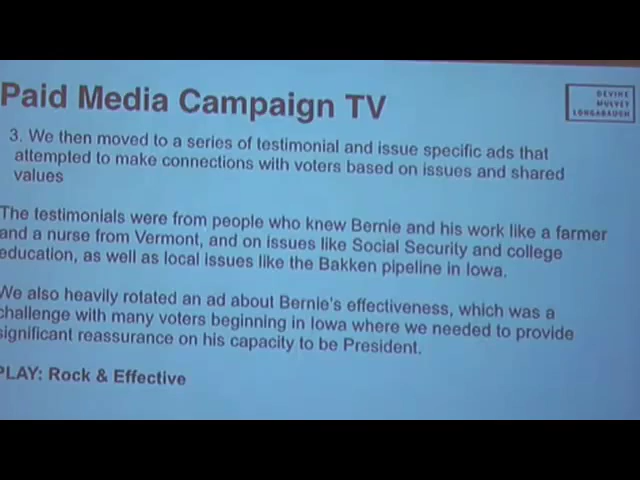 Paid Media Campaign TV
DEVINE
MULVEY
LONGABAUGH
3. We then moved to a series of testimonial and issue specific ads that
attempted to make connections with voters based on issues and shared
values
The testimonials were from people who knew Bernie and his work like a farmer
and a nurse from Vermont, and on issues like Social Security and college
education, as well as local issues like the Bakken pipeline in Iowa.
We also heavily rotated an ad about Bernie's effectiveness, which was a
challenge with many voters beginning in Iowa where we needed to provide
significant reassurance on his capacity to be President.
PLAY: Rock & Effective